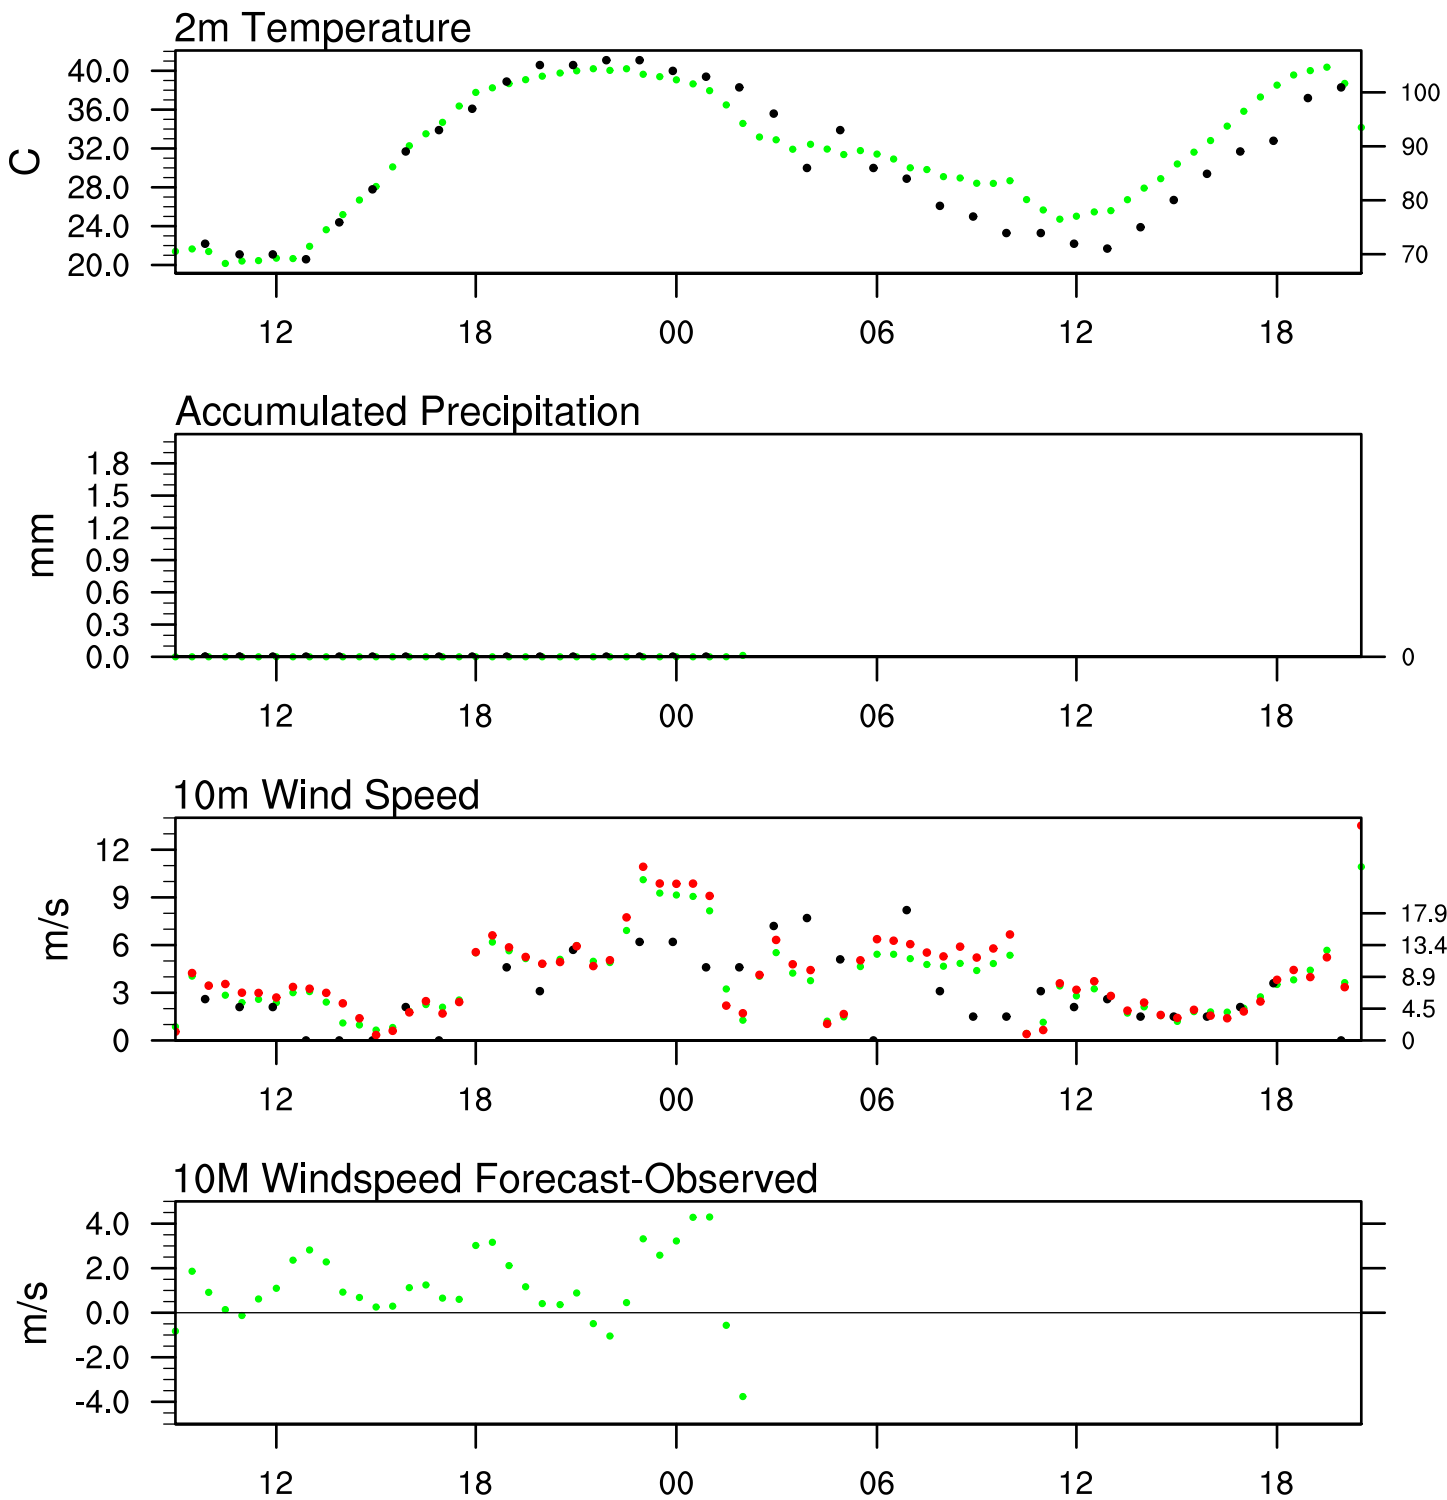 2m Temperature
40.0
36.0
32.0
28.0
24.0
20.0
C
100
90
80
70
12 18 00 06 12 18
Accumulated Precipitation
1.8
1.5
1.2
0.9
0.6
0.3
0.0
mm
0
12 18 00 06 12 18
10m Wind Speed
12
9
6
3
0
m/s
17.9
13.4
8.9
4.5
0
12 18 00 06 12 18
10M Windspeed Forecast-Observed
4.0
2.0
0.0
-2.0
-4.0
m/s
12 18 00 06 12 18